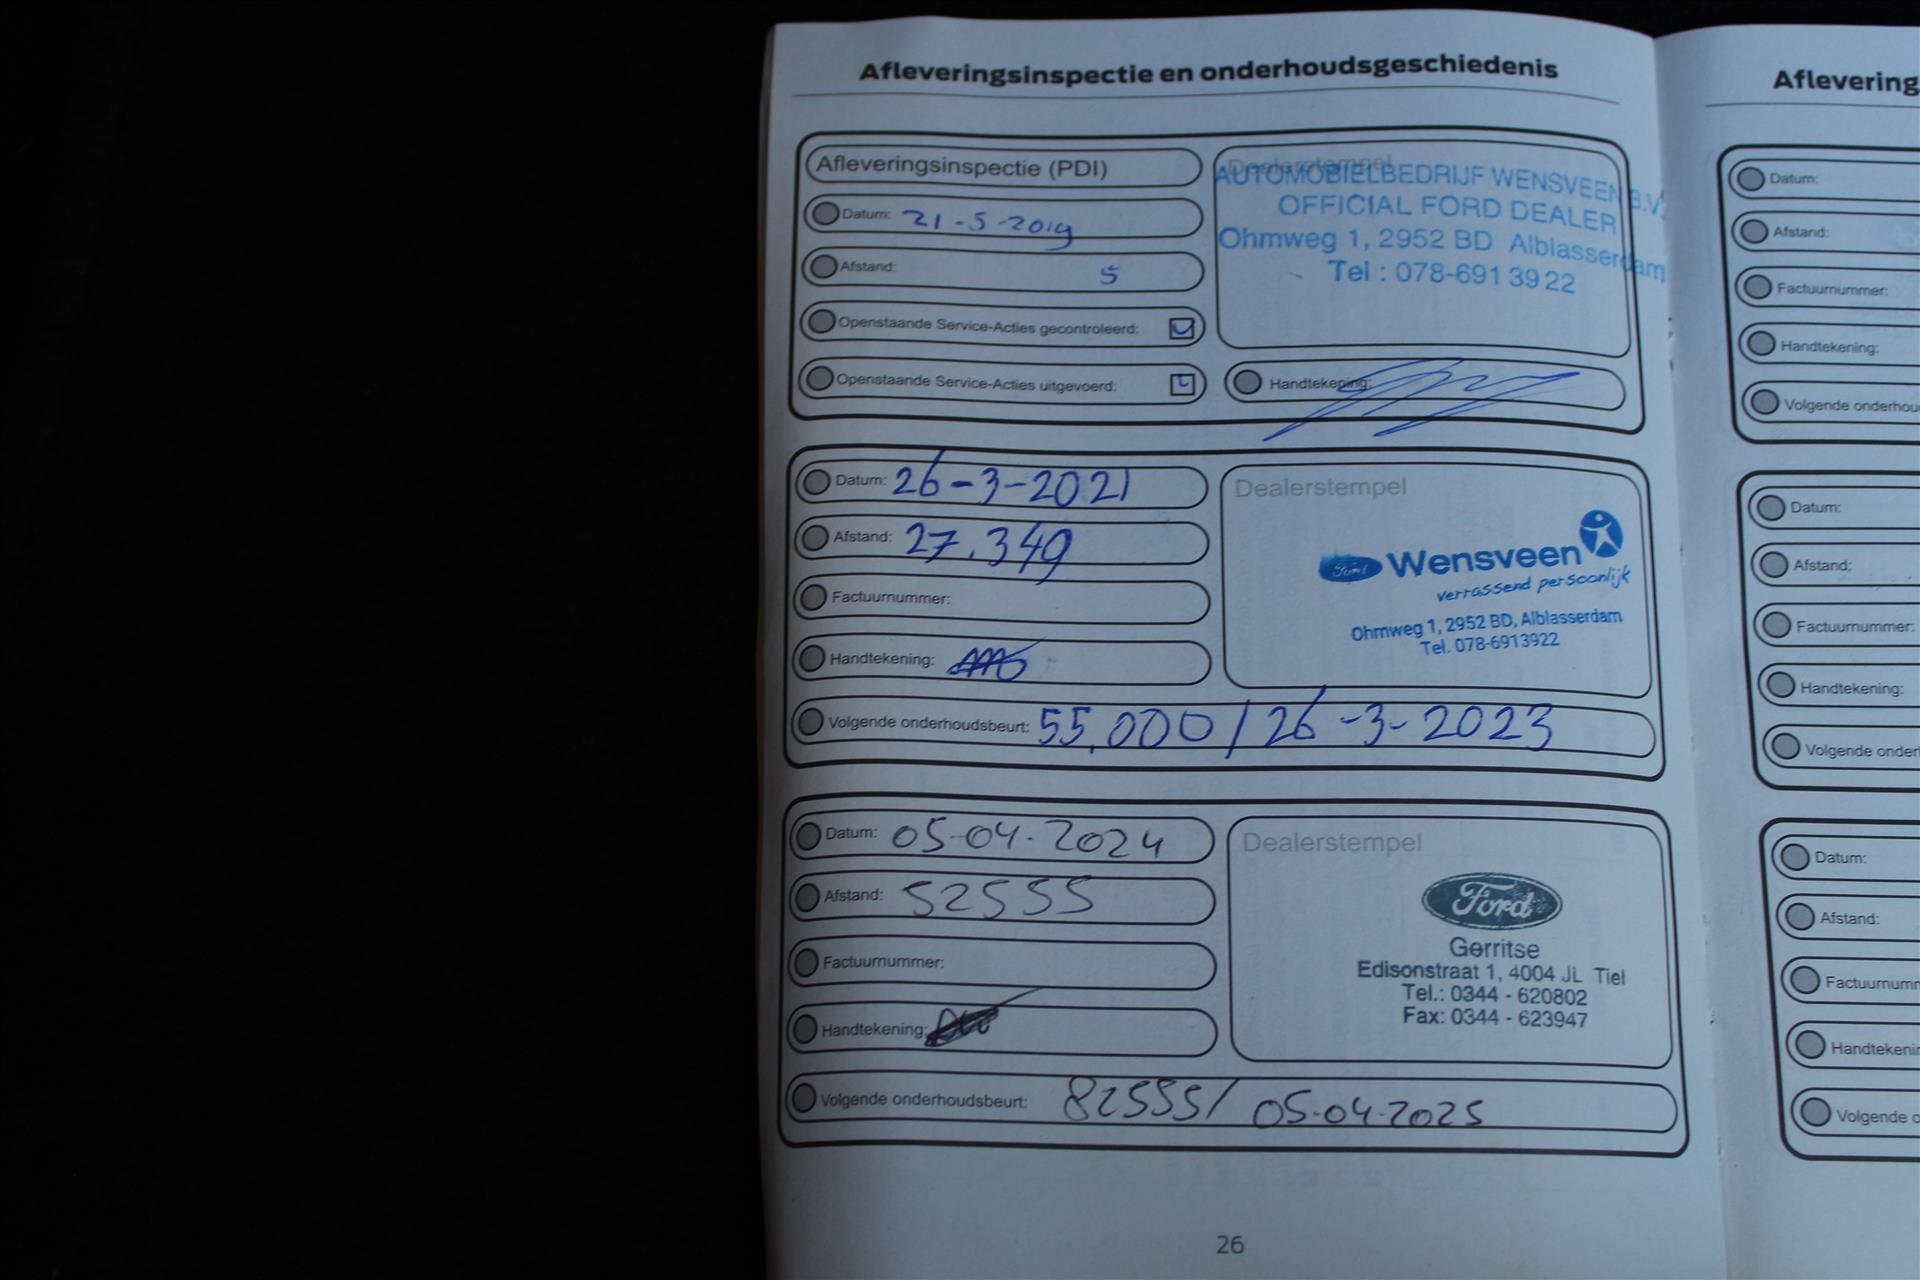 Afleveringsinspectie en onderhoudsgeschiedenis
Afleveringsinspectie (PDI)
Datum: 21-5-2019
Afstand: 5
Openstaande Service-Acties gecontroleerd:
Openstaande Service-Acties uitgevoerd:
Dealerstempel
AUTOMOBIELBEDRIJF WENSVEEN B.V.
OFFICIAL FORD DEALER
Ohmweg 1, 2952 BD Alblasserdam
Tel : 078-691 39 22
Handtekening:
Datum: 26-3-2021
Afstand: 27.349
Factuurnummer:
Handtekening:
Dealerstempel
Ford Wensveen
verrassend persoonlijk
Ohmweg 1, 2952 BD, Alblasserdam
Tel. 078-6913922
Volgende onderhoudsbeurt: 55.000 / 26-3-2023
Datum: 05-04-2024
Afstand: 52555
Factuurnummer:
Handtekening:
Dealerstempel
Ford
Gerritse
Edisonstraat 1, 4004 JL Tiel
Tel.: 0344 - 620802
Fax: 0344 - 623947
Volgende onderhoudsbeurt: 82555/ 05-04-2025
26
Aflevering
Datum:
Afstand:
Factuurnummer:
Handtekening:
Volgende onderhou
Datum:
Afstand:
Factuurnummer:
Handtekening:
Volgende onder
Datum:
Afstand:
Factuurnumm
Handtekenin
Volgende o